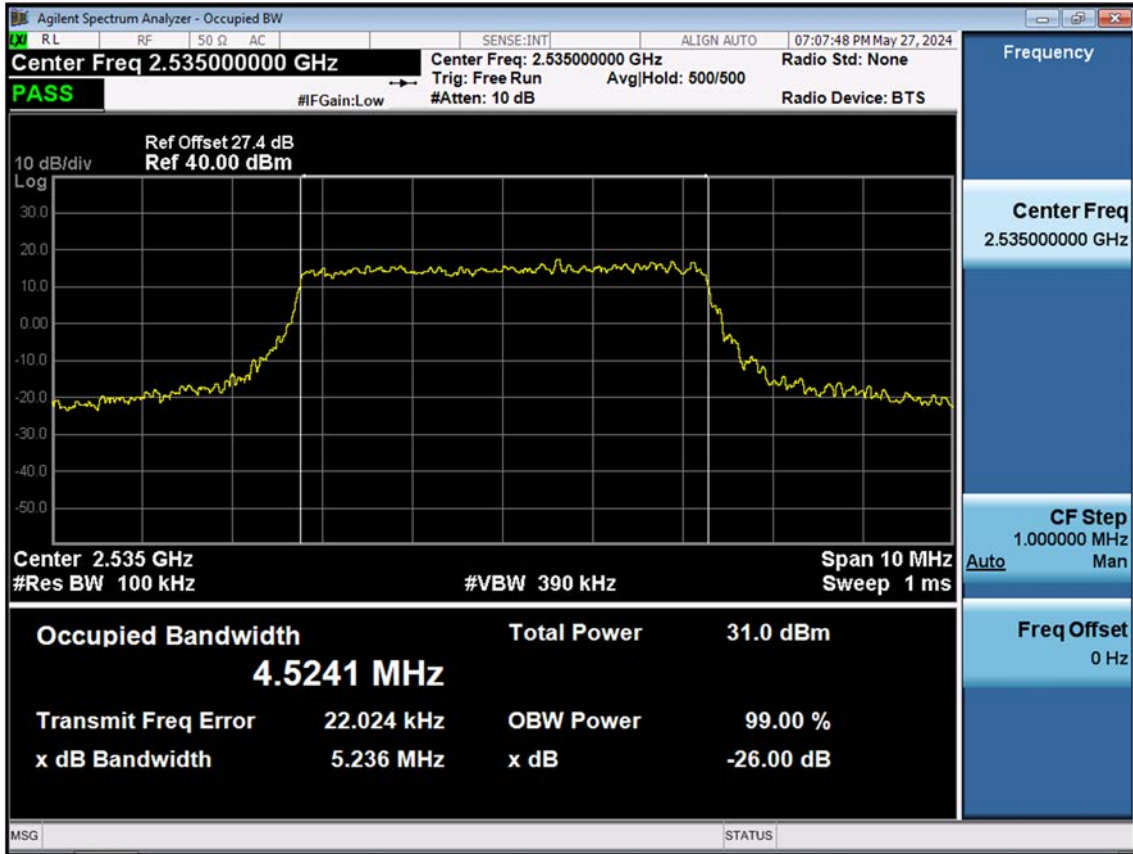 Agilent Spectrum Analyzer - Occupied BW
LXI RL RF 50 Ω AC SENSE:INT ALIGN AUTO 07:07:48 PM May 27, 2024
Center Freq 2.535000000 GHz
Center Freq: 2.535000000 GHz
Radio Std: None
Trig: Free Run
Avg|Hold: 500/500
PASS
#IFGain:Low
#Atten: 10 dB
Radio Device: BTS
Ref Offset 27.4 dB
10 dB/div
Ref 40.00 dBm
Log
30.0
20.0
10.0
0.00
-10.0
-20.0
-30.0
-40.0
-50.0
Center 2.535 GHz
Span 10 MHz
#Res BW 100 kHz
#VBW 390 kHz
Sweep 1 ms
Occupied Bandwidth
Total Power 31.0 dBm
4.5241 MHz
Transmit Freq Error 22.024 kHz
OBW Power 99.00 %
x dB Bandwidth 5.236 MHz
x dB -26.00 dB
MSG
STATUS
Frequency
Center Freq
2.535000000 GHz
CF Step
1.000000 MHz
Auto Man
Freq Offset
0 Hz